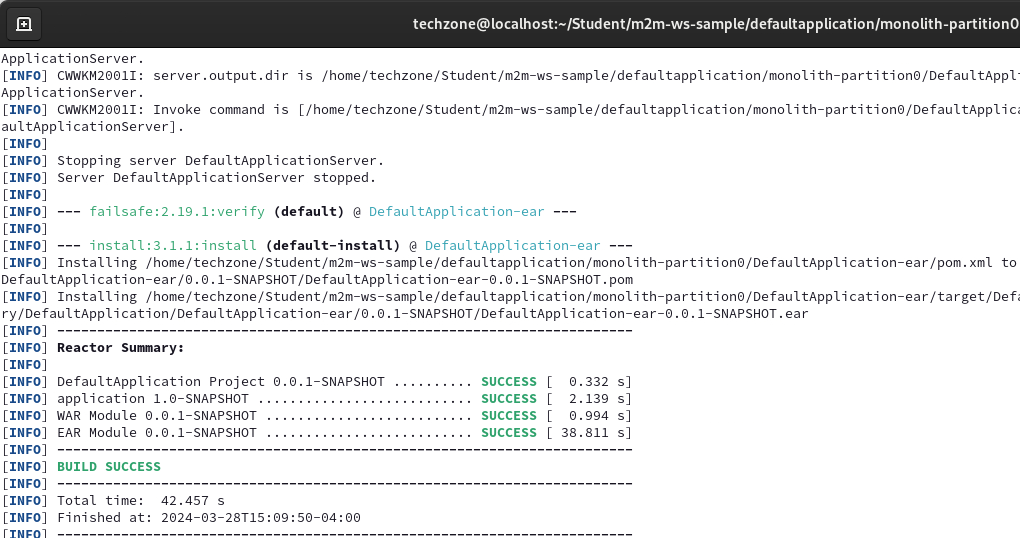 techzone@localhost:~/Student/m2m-ws-sample/defaultapplication/monolith-partition0
ApplicationServer.
[INFO] CWWKM2001I: server.output.dir is /home/techzone/Student/m2m-ws-sample/defaultapplication/monolith-partition0/DefaultAppl
ApplicationServer.
[INFO] CWWKM2001I: Invoke command is [/home/techzone/Student/m2m-ws-sample/defaultapplication/monolith-partition0/DefaultApplica
aultApplicationServer].
[INFO]
[INFO] Stopping server DefaultApplicationServer.
[INFO] Server DefaultApplicationServer stopped.
[INFO]
[INFO] --- failsafe:2.19.1:verify (default) @ DefaultApplication-ear ---
[INFO]
[INFO] --- install:3.1.1:install (default-install) @ DefaultApplication-ear ---
[INFO] Installing /home/techzone/Student/m2m-ws-sample/defaultapplication/monolith-partition0/DefaultApplication-ear/pom.xml to
DefaultApplication-ear/0.0.1-SNAPSHOT/DefaultApplication-ear-0.0.1-SNAPSHOT.pom
[INFO] Installing /home/techzone/Student/m2m-ws-sample/defaultapplication/monolith-partition0/DefaultApplication-ear/target/Defa
ry/DefaultApplication/DefaultApplication-ear/0.0.1-SNAPSHOT/DefaultApplication-ear-0.0.1-SNAPSHOT.ear
[INFO] ------------------------------------------------------------------------
[INFO] Reactor Summary:
[INFO]
[INFO] DefaultApplication Project 0.0.1-SNAPSHOT .......... SUCCESS [  0.332 s]
[INFO] application 1.0-SNAPSHOT ........................... SUCCESS [  2.139 s]
[INFO] WAR Module 0.0.1-SNAPSHOT .......................... SUCCESS [  0.994 s]
[INFO] EAR Module 0.0.1-SNAPSHOT .......................... SUCCESS [ 38.811 s]
[INFO] ------------------------------------------------------------------------
[INFO] BUILD SUCCESS
[INFO] ------------------------------------------------------------------------
[INFO] Total time:  42.457 s
[INFO] Finished at: 2024-03-28T15:09:50-04:00
[INFO] ------------------------------------------------------------------------